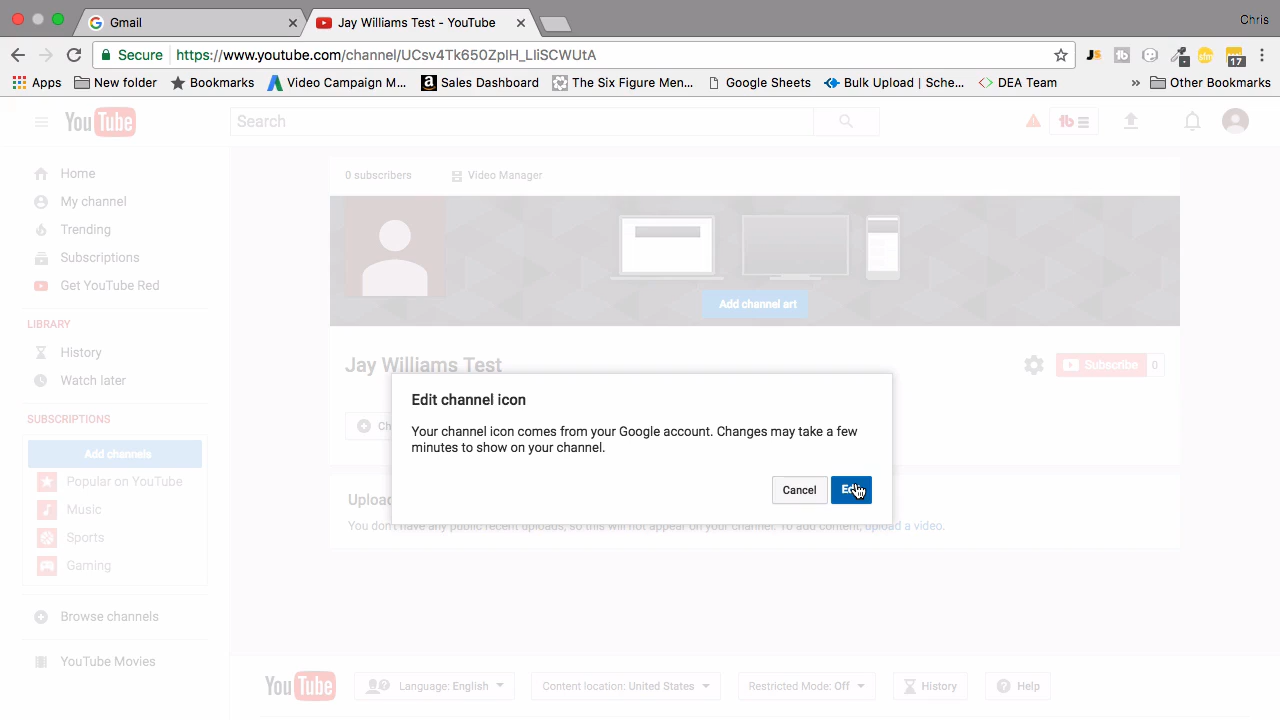 Gmail
Jay Williams Test - YouTube
Chris
Secure
https://www.youtube.com/channel/UCsv4Tk650ZplH_LIiSCWUtA
17
Apps
New folder
Bookmarks
Video Campaign M...
Sales Dashboard
The Six Figure Men...
Google Sheets
Bulk Upload | Sche...
DEA Team
»
Other Bookmarks
YouTube
Search
Home
My channel
Trending
Subscriptions
Get YouTube Red
LIBRARY
History
Watch later
SUBSCRIPTIONS
Add channels
Popular on YouTube
Music
Sports
Gaming
Browse channels
YouTube Movies
0 subscribers
Video Manager
Add channel art
Jay Williams Test
Subscribe
0
Edit channel icon
Your channel icon comes from your Google account. Changes may take a few
minutes to show on your channel.
Cancel
You don't have any public recent uploads, so this will not appear on your channel. To add content, upload a video.
YouTube
Language: English
Content location: United States
Restricted Mode: Off
History
Help